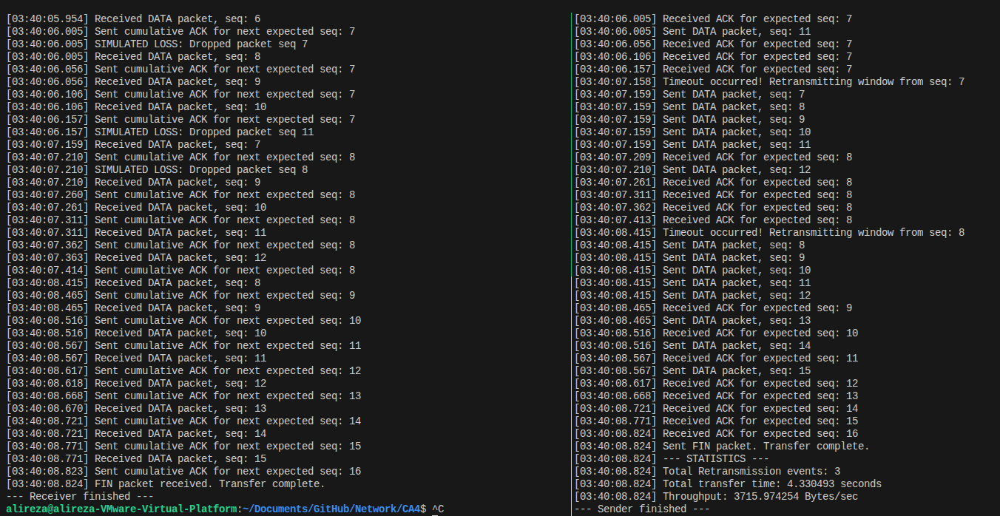 [03:40:05.954] Received DATA packet, seq: 6
[03:40:06.005] Sent cumulative ACK for next expected seq: 7
[03:40:06.005] SIMULATED LOSS: Dropped packet seq 7
[03:40:06.005] Received DATA packet, seq: 8
[03:40:06.056] Sent cumulative ACK for next expected seq: 7
[03:40:06.056] Received DATA packet, seq: 9
[03:40:06.106] Sent cumulative ACK for next expected seq: 7
[03:40:06.106] Received DATA packet, seq: 10
[03:40:06.157] Sent cumulative ACK for next expected seq: 7
[03:40:06.157] SIMULATED LOSS: Dropped packet seq 11
[03:40:07.159] Received DATA packet, seq: 7
[03:40:07.210] Sent cumulative ACK for next expected seq: 8
[03:40:07.210] SIMULATED LOSS: Dropped packet seq 8
[03:40:07.210] Received DATA packet, seq: 9
[03:40:07.260] Sent cumulative ACK for next expected seq: 8
[03:40:07.261] Received DATA packet, seq: 10
[03:40:07.311] Sent cumulative ACK for next expected seq: 8
[03:40:07.311] Received DATA packet, seq: 11
[03:40:07.362] Sent cumulative ACK for next expected seq: 8
[03:40:07.363] Received DATA packet, seq: 12
[03:40:07.414] Sent cumulative ACK for next expected seq: 8
[03:40:08.415] Received DATA packet, seq: 8
[03:40:08.465] Sent cumulative ACK for next expected seq: 9
[03:40:08.465] Received DATA packet, seq: 9
[03:40:08.516] Sent cumulative ACK for next expected seq: 10
[03:40:08.516] Received DATA packet, seq: 10
[03:40:08.567] Sent cumulative ACK for next expected seq: 11
[03:40:08.567] Received DATA packet, seq: 11
[03:40:08.617] Sent cumulative ACK for next expected seq: 12
[03:40:08.618] Received DATA packet, seq: 12
[03:40:08.668] Sent cumulative ACK for next expected seq: 13
[03:40:08.670] Received DATA packet, seq: 13
[03:40:08.721] Sent cumulative ACK for next expected seq: 14
[03:40:08.721] Received DATA packet, seq: 14
[03:40:08.771] Sent cumulative ACK for next expected seq: 15
[03:40:08.771] Received DATA packet, seq: 15
[03:40:08.823] Sent cumulative ACK for next expected seq: 16
[03:40:08.824] FIN packet received. Transfer complete.
--- Receiver finished ---
alireza@alireza-VMware-Virtual-Platform:~/Documents/GitHub/Network/CA4$ ^C
[03:40:06.005] Received ACK for expected seq: 7
[03:40:06.005] Sent DATA packet, seq: 11
[03:40:06.056] Received ACK for expected seq: 7
[03:40:06.106] Received ACK for expected seq: 7
[03:40:06.157] Received ACK for expected seq: 7
[03:40:07.158] Timeout occurred! Retransmitting window from seq: 7
[03:40:07.159] Sent DATA packet, seq: 7
[03:40:07.159] Sent DATA packet, seq: 8
[03:40:07.159] Sent DATA packet, seq: 9
[03:40:07.159] Sent DATA packet, seq: 10
[03:40:07.159] Sent DATA packet, seq: 11
[03:40:07.209] Received ACK for expected seq: 8
[03:40:07.210] Sent DATA packet, seq: 12
[03:40:07.261] Received ACK for expected seq: 8
[03:40:07.311] Received ACK for expected seq: 8
[03:40:07.362] Received ACK for expected seq: 8
[03:40:07.413] Received ACK for expected seq: 8
[03:40:08.415] Timeout occurred! Retransmitting window from seq: 8
[03:40:08.415] Sent DATA packet, seq: 8
[03:40:08.415] Sent DATA packet, seq: 9
[03:40:08.415] Sent DATA packet, seq: 10
[03:40:08.415] Sent DATA packet, seq: 11
[03:40:08.415] Sent DATA packet, seq: 12
[03:40:08.465] Received ACK for expected seq: 9
[03:40:08.465] Sent DATA packet, seq: 13
[03:40:08.516] Received ACK for expected seq: 10
[03:40:08.516] Sent DATA packet, seq: 14
[03:40:08.567] Received ACK for expected seq: 11
[03:40:08.567] Sent DATA packet, seq: 15
[03:40:08.617] Received ACK for expected seq: 12
[03:40:08.668] Received ACK for expected seq: 13
[03:40:08.721] Received ACK for expected seq: 14
[03:40:08.771] Received ACK for expected seq: 15
[03:40:08.824] Received ACK for expected seq: 16
[03:40:08.824] Sent FIN packet. Transfer complete.
[03:40:08.824] --- STATISTICS ---
[03:40:08.824] Total Retransmission events: 3
[03:40:08.824] Total transfer time: 4.330493 seconds
[03:40:08.824] Throughput: 3715.974254 Bytes/sec
--- Sender finished ---